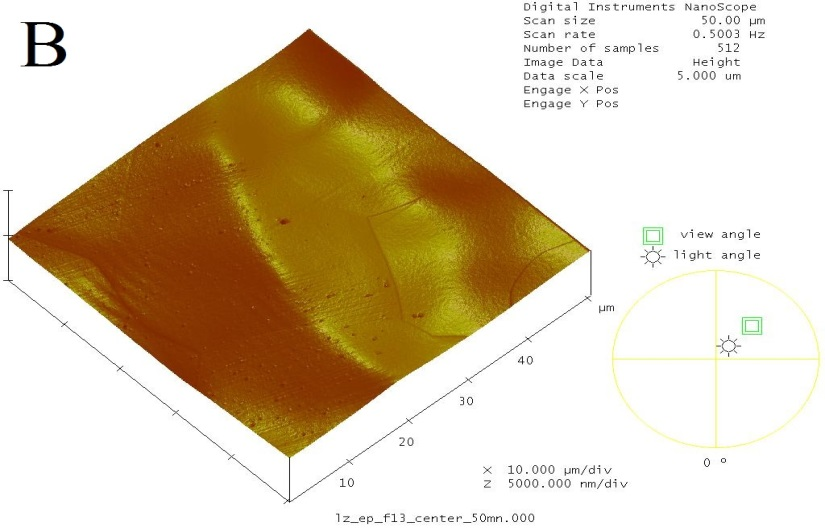 B
Digital Instruments NanoScope
Scan size 50.00 µm
Scan rate 0.5003 Hz
Number of samples 512
Image Data Height
Data scale 5.000 um
Engage X Pos
Engage Y Pos
view angle
light angle
µm
40
30
20
10
X 10.000 µm/div
Z 5000.000 nm/div
0 º
lz_ep_f13_center_50mn.000